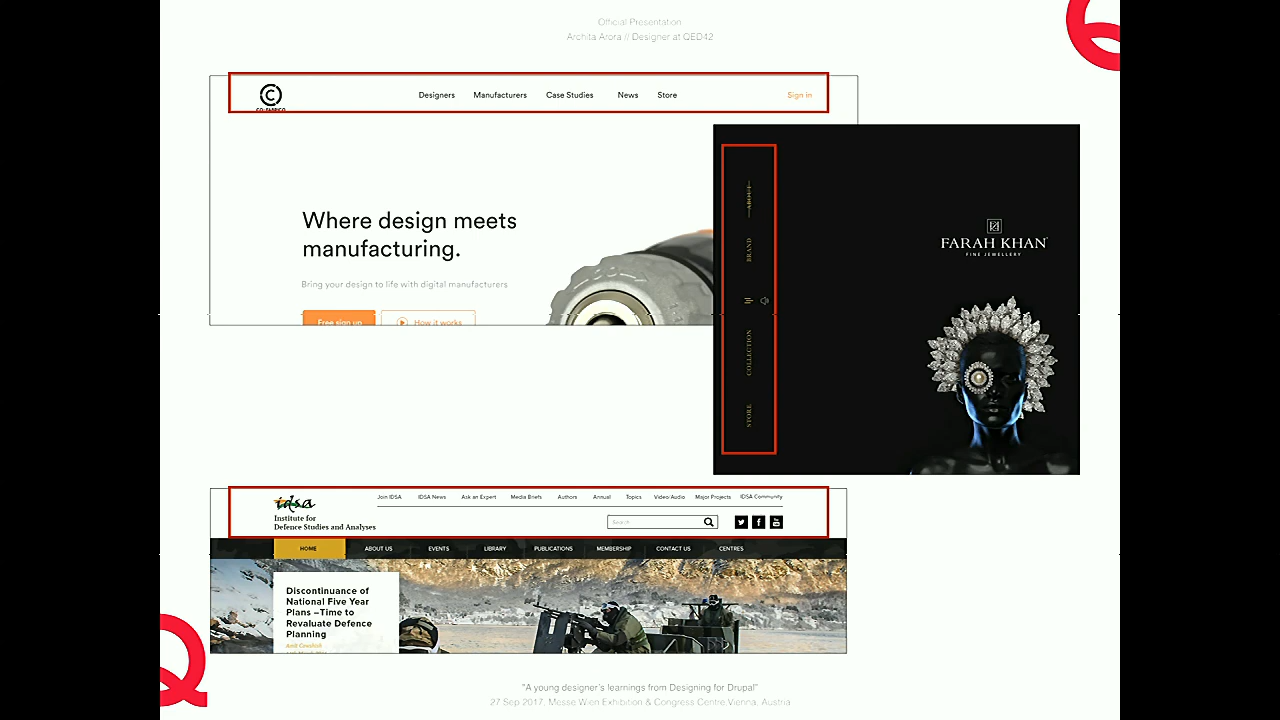 Official Presentation
Archita Arora // Designer at QED42
CO-FABRICO
Designers Manufacturers Case Studies News Store Sign in
Where design meets
manufacturing.
Bring your design to life with digital manufacturers
Free sign up How it works
ABOUT
BRAND
COLLECTION
STORE
FARAH KHAN
FINE JEWELLERY
idsa
Institute for
Defence Studies and Analyses
Join IDSA IDSA News Ask an Expert Media Briefs Authors Annual Topics Video/Audio Major Projects IDSA Community
Search
HOME ABOUT US EVENTS LIBRARY PUBLICATIONS MEMBERSHIP CONTACT US CENTRES
Discontinuance of
National Five Year
Plans –Time to
Revaluate Defence
Planning
"A young designer's learnings from Designing for Drupal"
27 Sep 2017, Messe Wien Exhibition & Congress Centre, Vienna, Austria